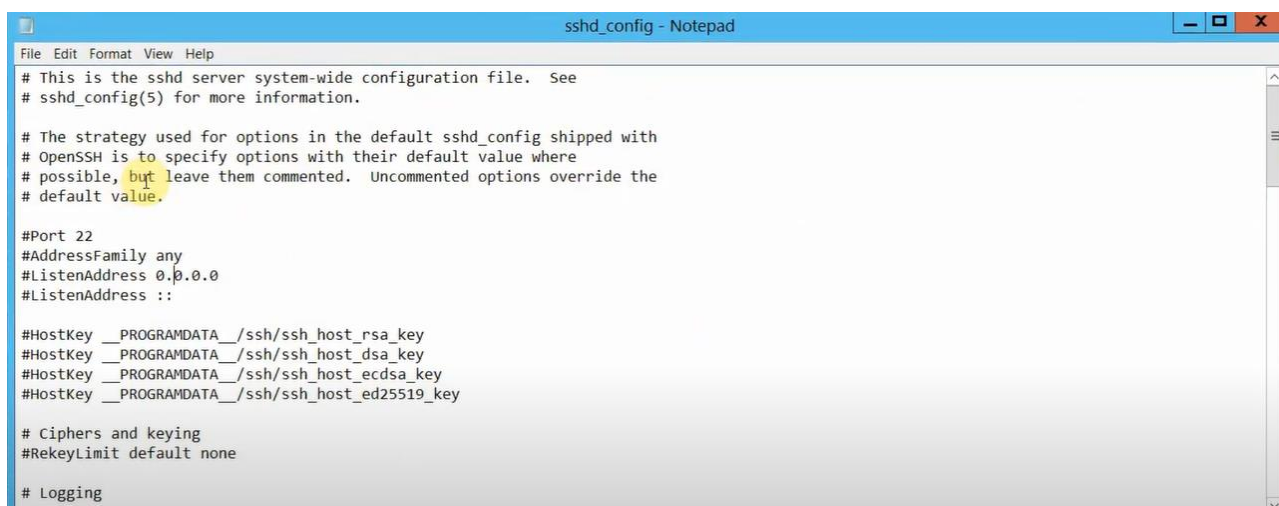 sshd_config - Notepad
File Edit Format View Help
# This is the sshd server system-wide configuration file.  See
# sshd_config(5) for more information.
# The strategy used for options in the default sshd_config shipped with
# OpenSSH is to specify options with their default value where
# possible, but leave them commented.  Uncommented options override the
# default value.
#Port 22
#AddressFamily any
#ListenAddress 0.0.0.0
#ListenAddress ::
#HostKey __PROGRAMDATA__/ssh/ssh_host_rsa_key
#HostKey __PROGRAMDATA__/ssh/ssh_host_dsa_key
#HostKey __PROGRAMDATA__/ssh/ssh_host_ecdsa_key
#HostKey __PROGRAMDATA__/ssh/ssh_host_ed25519_key
# Ciphers and keying
#RekeyLimit default none
# Logging